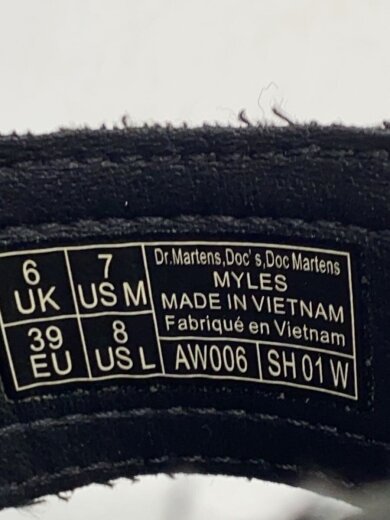 6 UK
7 US M
39 EU
8 US L
Dr.Martens,Doc's,Doc Martens
MYLES
MADE IN VIETNAM
Fabriqué en Vietnam
AW006
SH 01 W